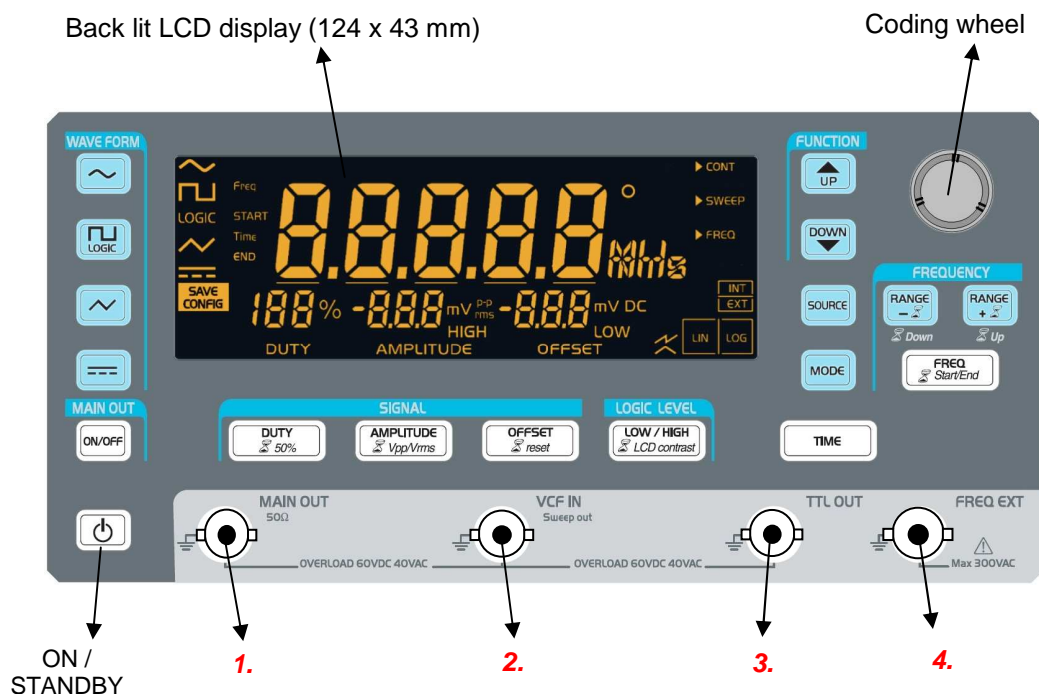 Back lit LCD display (124 x 43 mm)
Coding wheel
WAVE FORM
FUNCTION
LOGIC
Freq
START
Time
END
SAVE
CONFIG
8.8.8.8.8 °
MHms
CONT
SWEEP
FREQ
INT
EXT
188 %
-8.8.8 mV p-p
rms
-8.8.8 mV DC
HIGH
LOW
DUTY
AMPLITUDE
OFFSET
LIN
LOG
LOGIC
UP
DOWN
SOURCE
MODE
FREQUENCY
RANGE
-
RANGE
+
Down
Up
FREQ
Start/End
MAIN OUT
ON/OFF
SIGNAL
DUTY
50%
AMPLITUDE
Vpp/Vrms
OFFSET
reset
LOGIC LEVEL
LOW / HIGH
LCD contrast
TIME
MAIN OUT
50Ω
VCF IN
Sweep out
TTL OUT
FREQ EXT
OVERLOAD 60VDC 40VAC
OVERLOAD 60VDC 40VAC
Max 300VAC
ON /
STANDBY
1.
2.
3.
4.